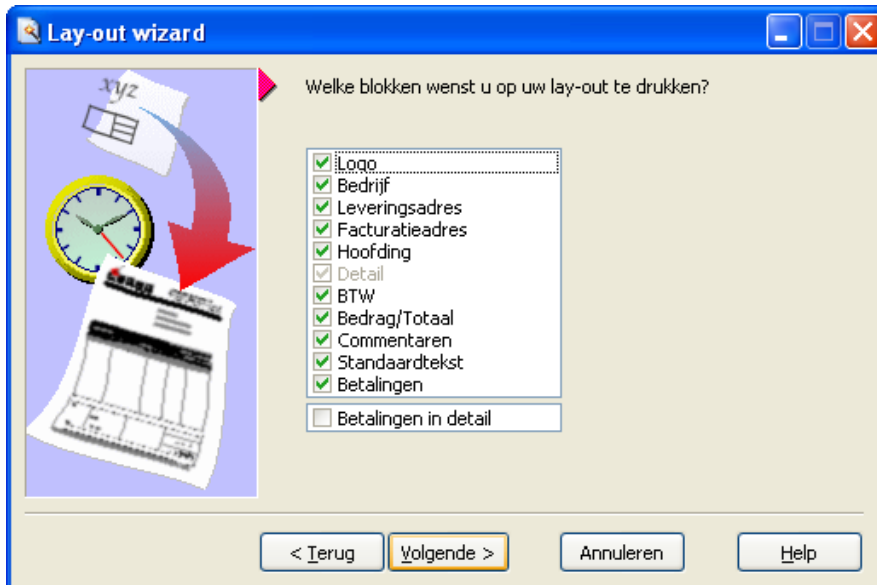 Lay-out wizard
xyz
Welke blokken wenst u op uw lay-out te drukken?
Logo
Bedrijf
Leveringsadres
Facturatieadres
Hoofding
Detail
BTW
Bedrag/Totaal
Commentaren
Standaardtekst
Betalingen
Betalingen in detail
< Terug
Volgende >
Annuleren
Help